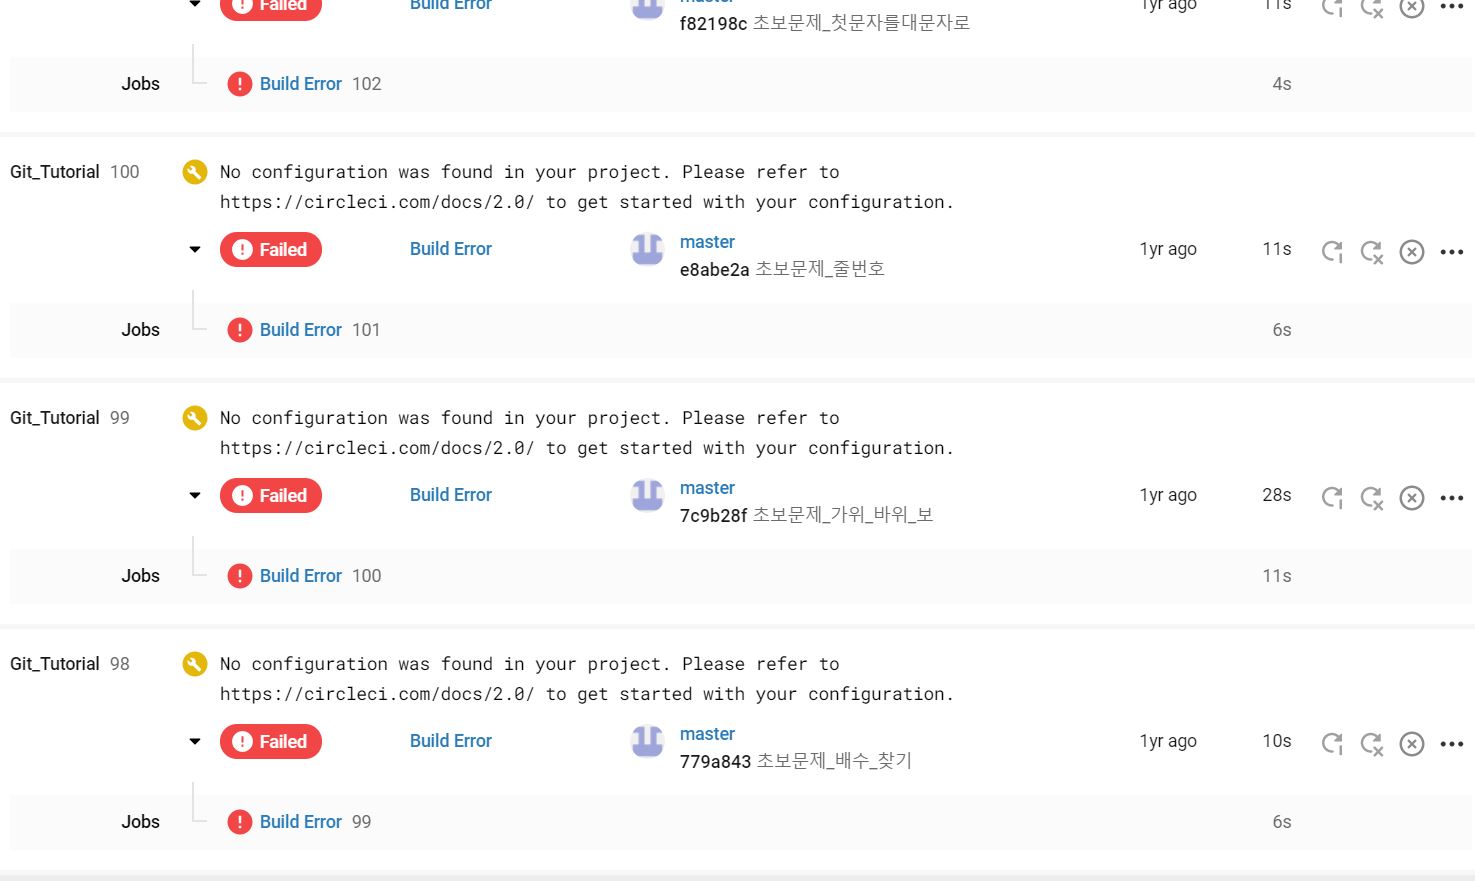 Failed Build Error master 1yr ago 11s
f82198c 초보문제_첫문자를대문자로
Jobs Build Error 102 4s
Git_Tutorial 100 No configuration was found in your project. Please refer to
https://circleci.com/docs/2.0/ to get started with your configuration.
Failed Build Error master 1yr ago 11s
e8abe2a 초보문제_줄번호
Jobs Build Error 101 6s
Git_Tutorial 99 No configuration was found in your project. Please refer to
https://circleci.com/docs/2.0/ to get started with your configuration.
Failed Build Error master 1yr ago 28s
7c9b28f 초보문제_가위_바위_보
Jobs Build Error 100 11s
Git_Tutorial 98 No configuration was found in your project. Please refer to
https://circleci.com/docs/2.0/ to get started with your configuration.
Failed Build Error master 1yr ago 10s
779a843 초보문제_배수_찾기
Jobs Build Error 99 6s